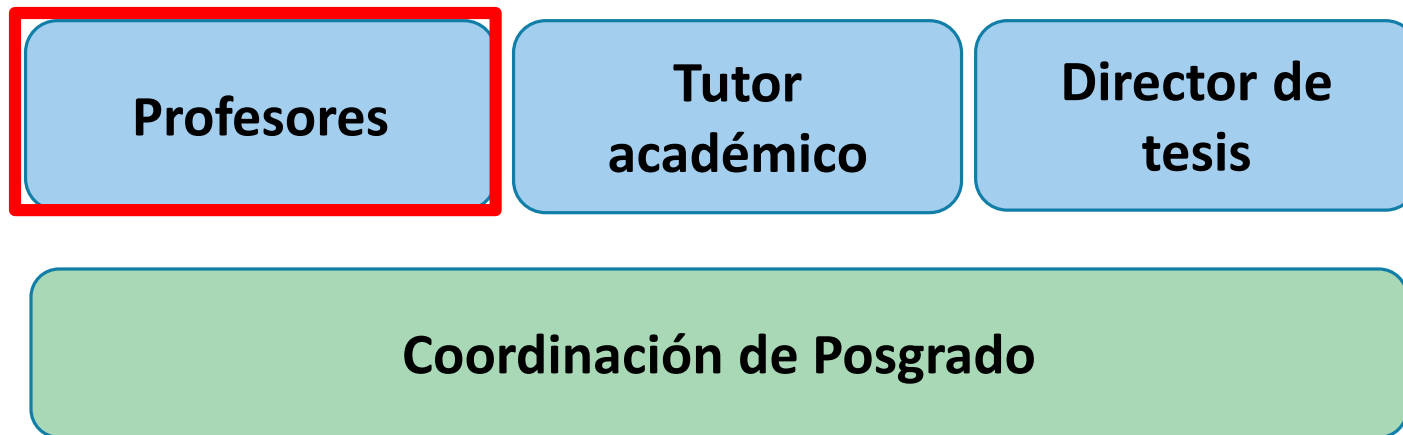 Profesores
Tutor
académico
Director de
tesis
Coordinación de Posgrado